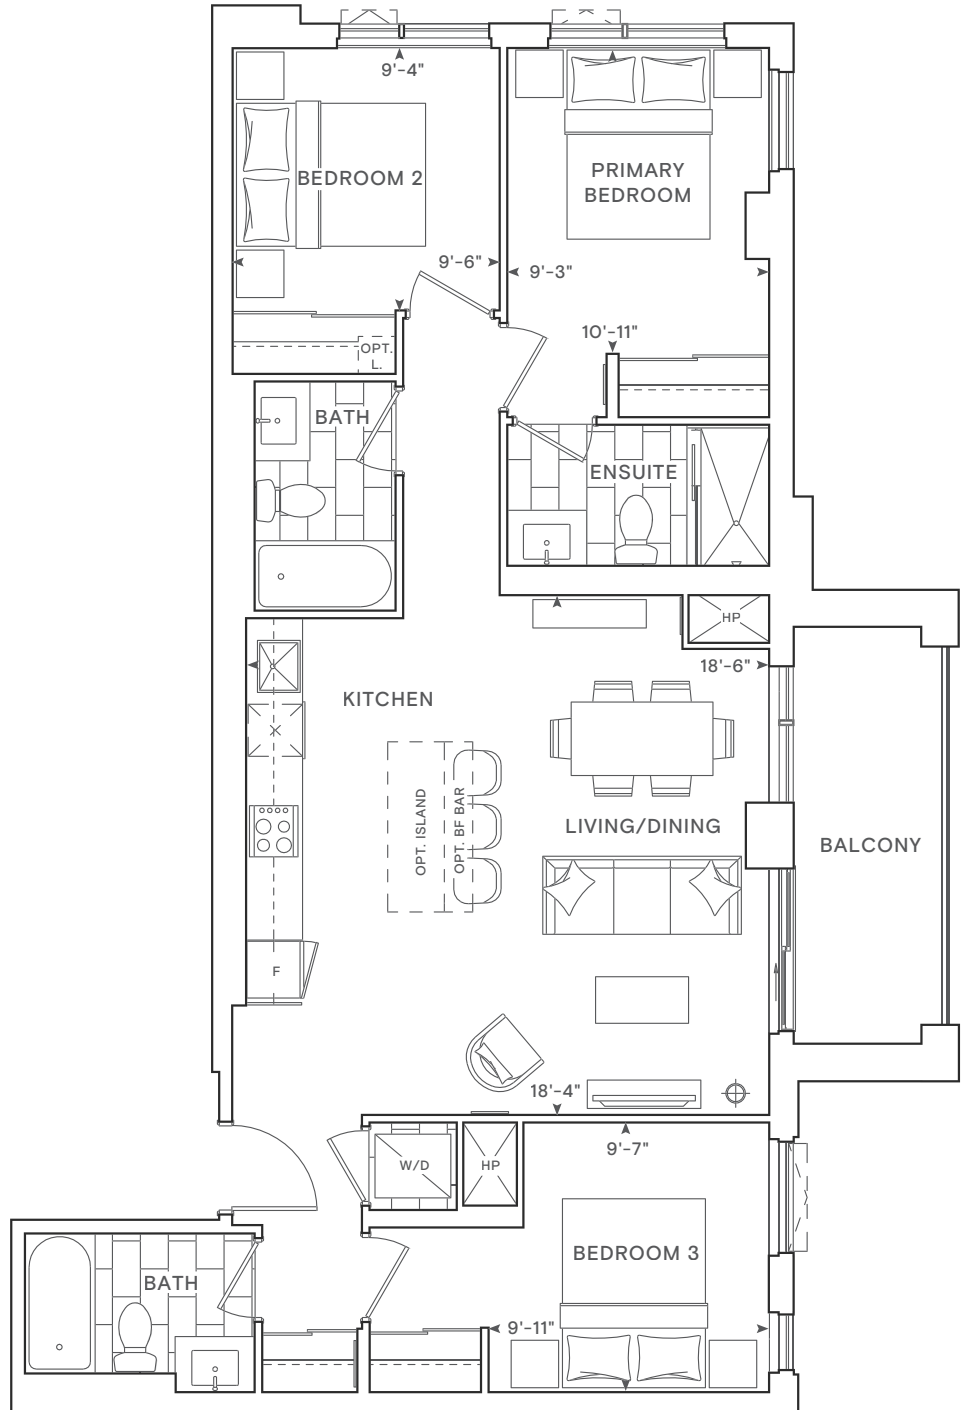 9'-4"
BEDROOM 2
PRIMARY
BEDROOM
9'-6"
9'-3"
10'-11"
OPT.
L.
BATH
ENSUITE
HP
18'-6"
KITCHEN
OPT. ISLAND
OPT. BF BAR
LIVING/DINING
BALCONY
F
18'-4"
9'-7"
W/D
HP
BEDROOM 3
BATH
9'-11"